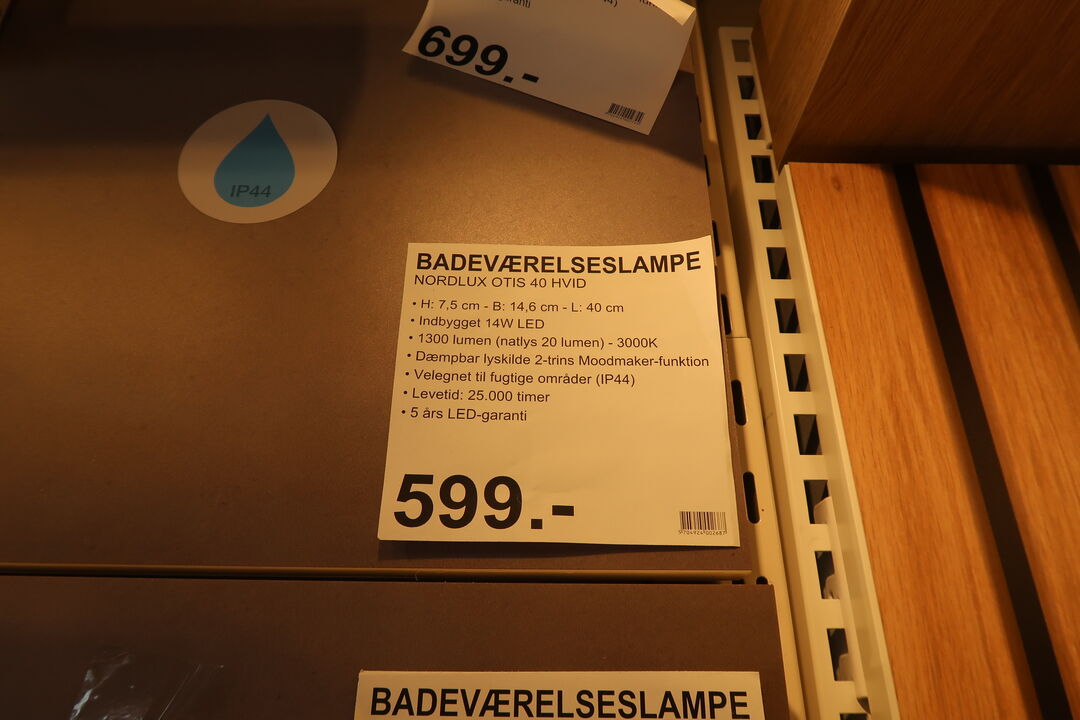 699.-
IP44
BADEVÆRELSESLAMPE
NORDLUX OTIS 40 HVID
• H: 7,5 cm - B: 14,6 cm - L: 40 cm
• Indbygget 14W LED
• 1300 lumen (natlys 20 lumen) - 3000K
• Dæmpbar lyskilde 2-trins Moodmaker-funktion
• Velegnet til fugtige områder (IP44)
• Levetid: 25.000 timer
• 5 års LED-garanti
599.-
5704924002687
BADEVÆRELSESLAMPE